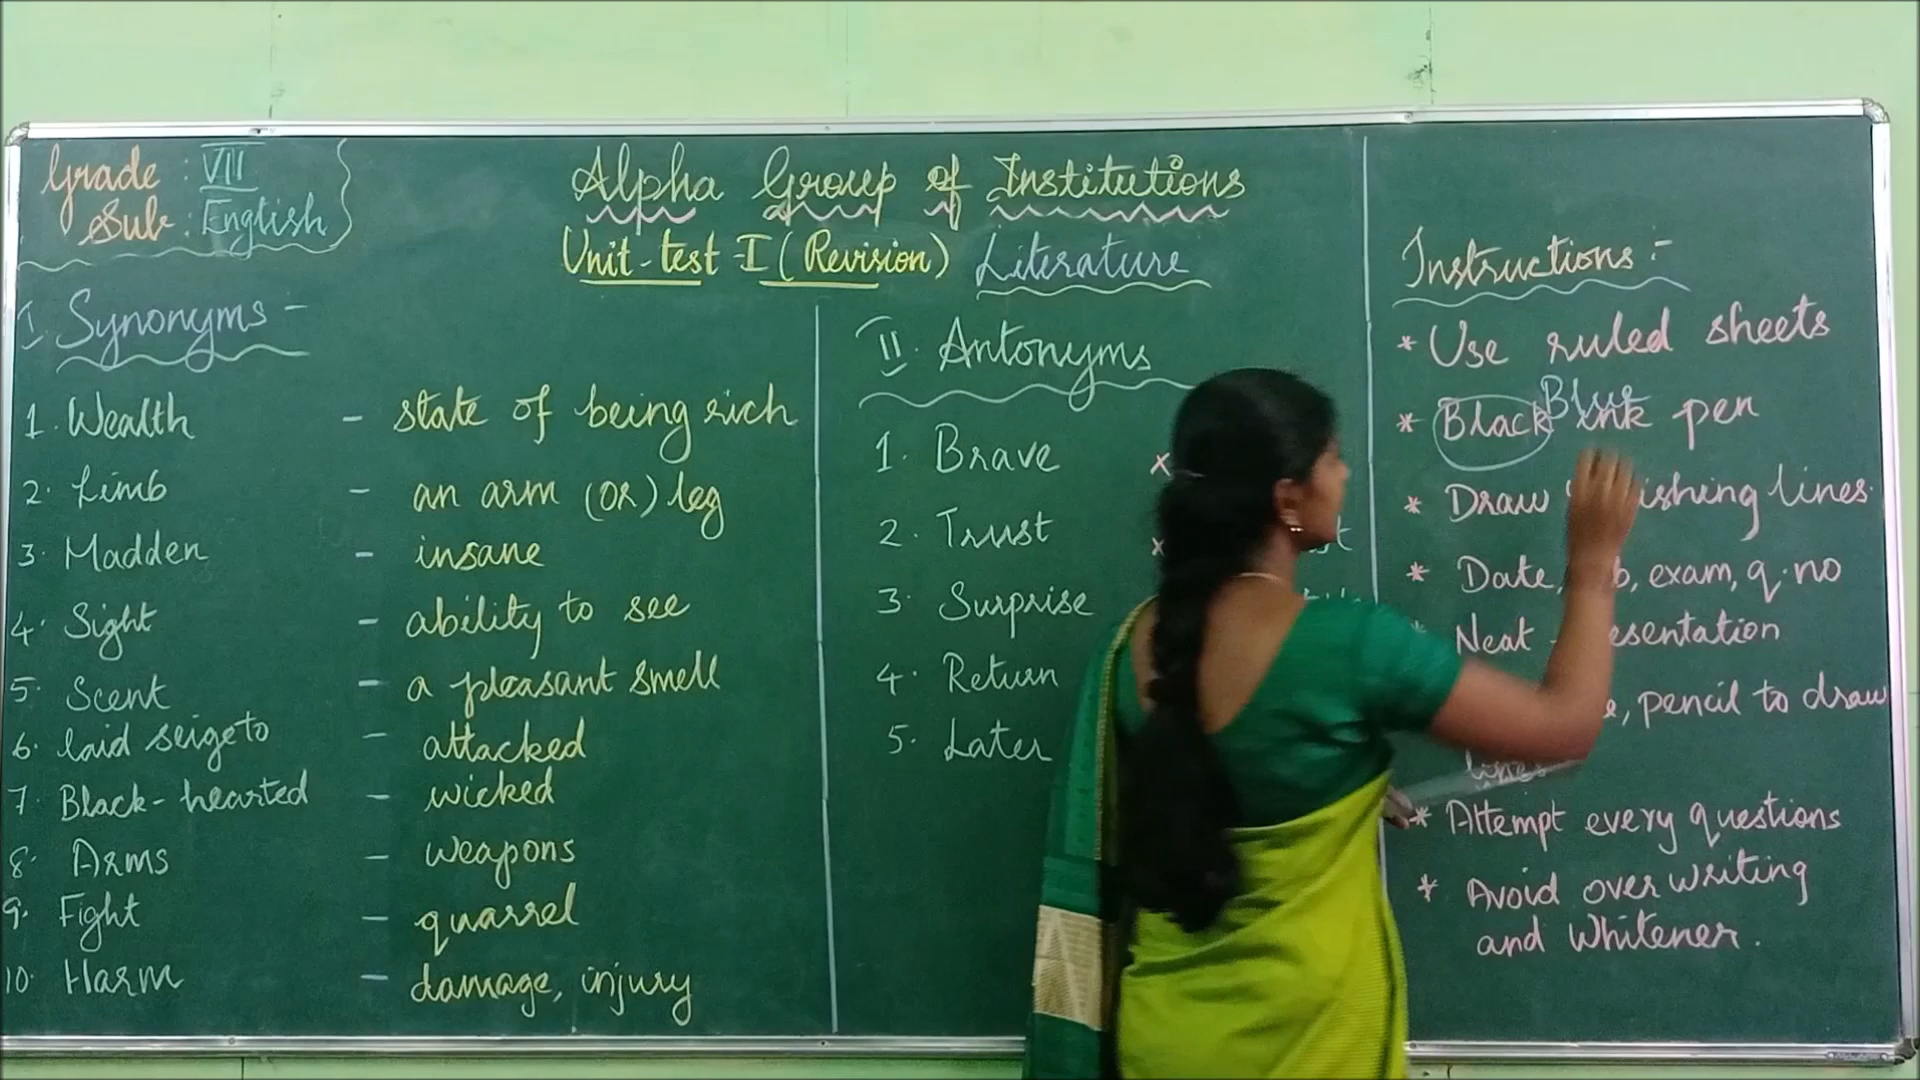 Grade : VII
Sub : English
Alpha Group of Institutions
Unit-test-I (Revision) Literature
I. Synonyms -
1. Wealth - state of being rich
2. Limb - an arm (OR) leg
3. Madden - insane
4. Sight - ability to see
5. Scent - a pleasant smell
6. laid seige to - attacked
7. Black-hearted - wicked
8. Arms - weapons
9. Fight - quarrel
10. Harm - damage, injury
II. Antonyms
1. Brave x
2. Trust x
3. Surprise
4. Return
5. Later
Instructions :-
* Use ruled sheets
Blue
* Black ink pen
* Draw lines.
* Date, exam, q.no
* Neat
pencil to draw
lines
* Attempt every questions
* Avoid over writing
and Whitener.